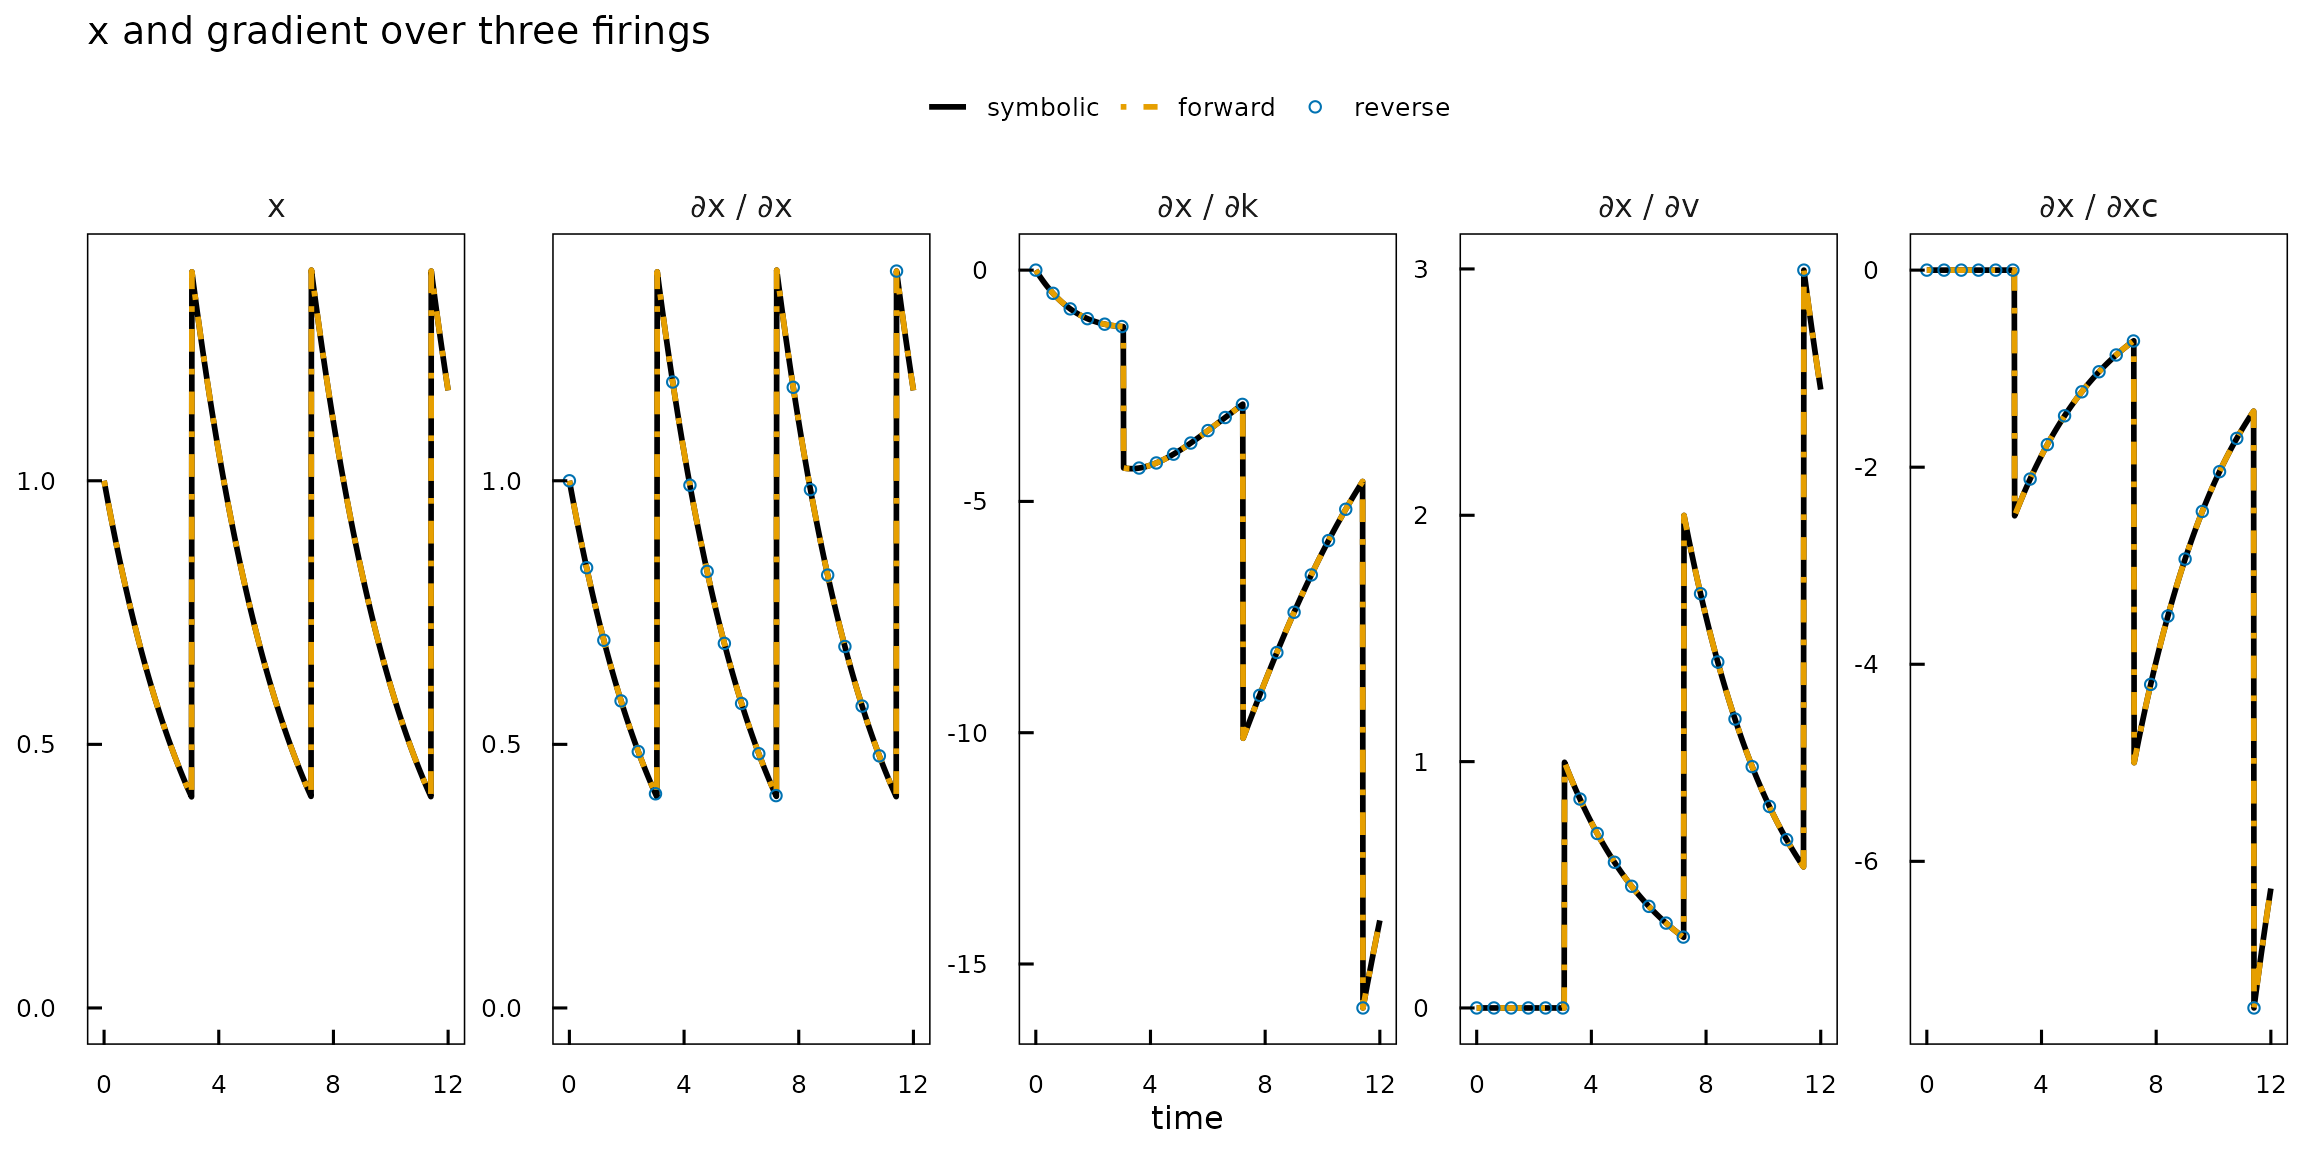 x and gradient over three firings
symbolic forward reverse
x ∂x / ∂x ∂x / ∂k ∂x / ∂v ∂x / ∂xc
1.0
0.5
0.0
0 4 8 12
1.0
0.5
0.0
0 4 8 12
0
-5
-10
-15
0 4 8 12
3
2
1
0
0 4 8 12
0
-2
-4
-6
0 4 8 12
time